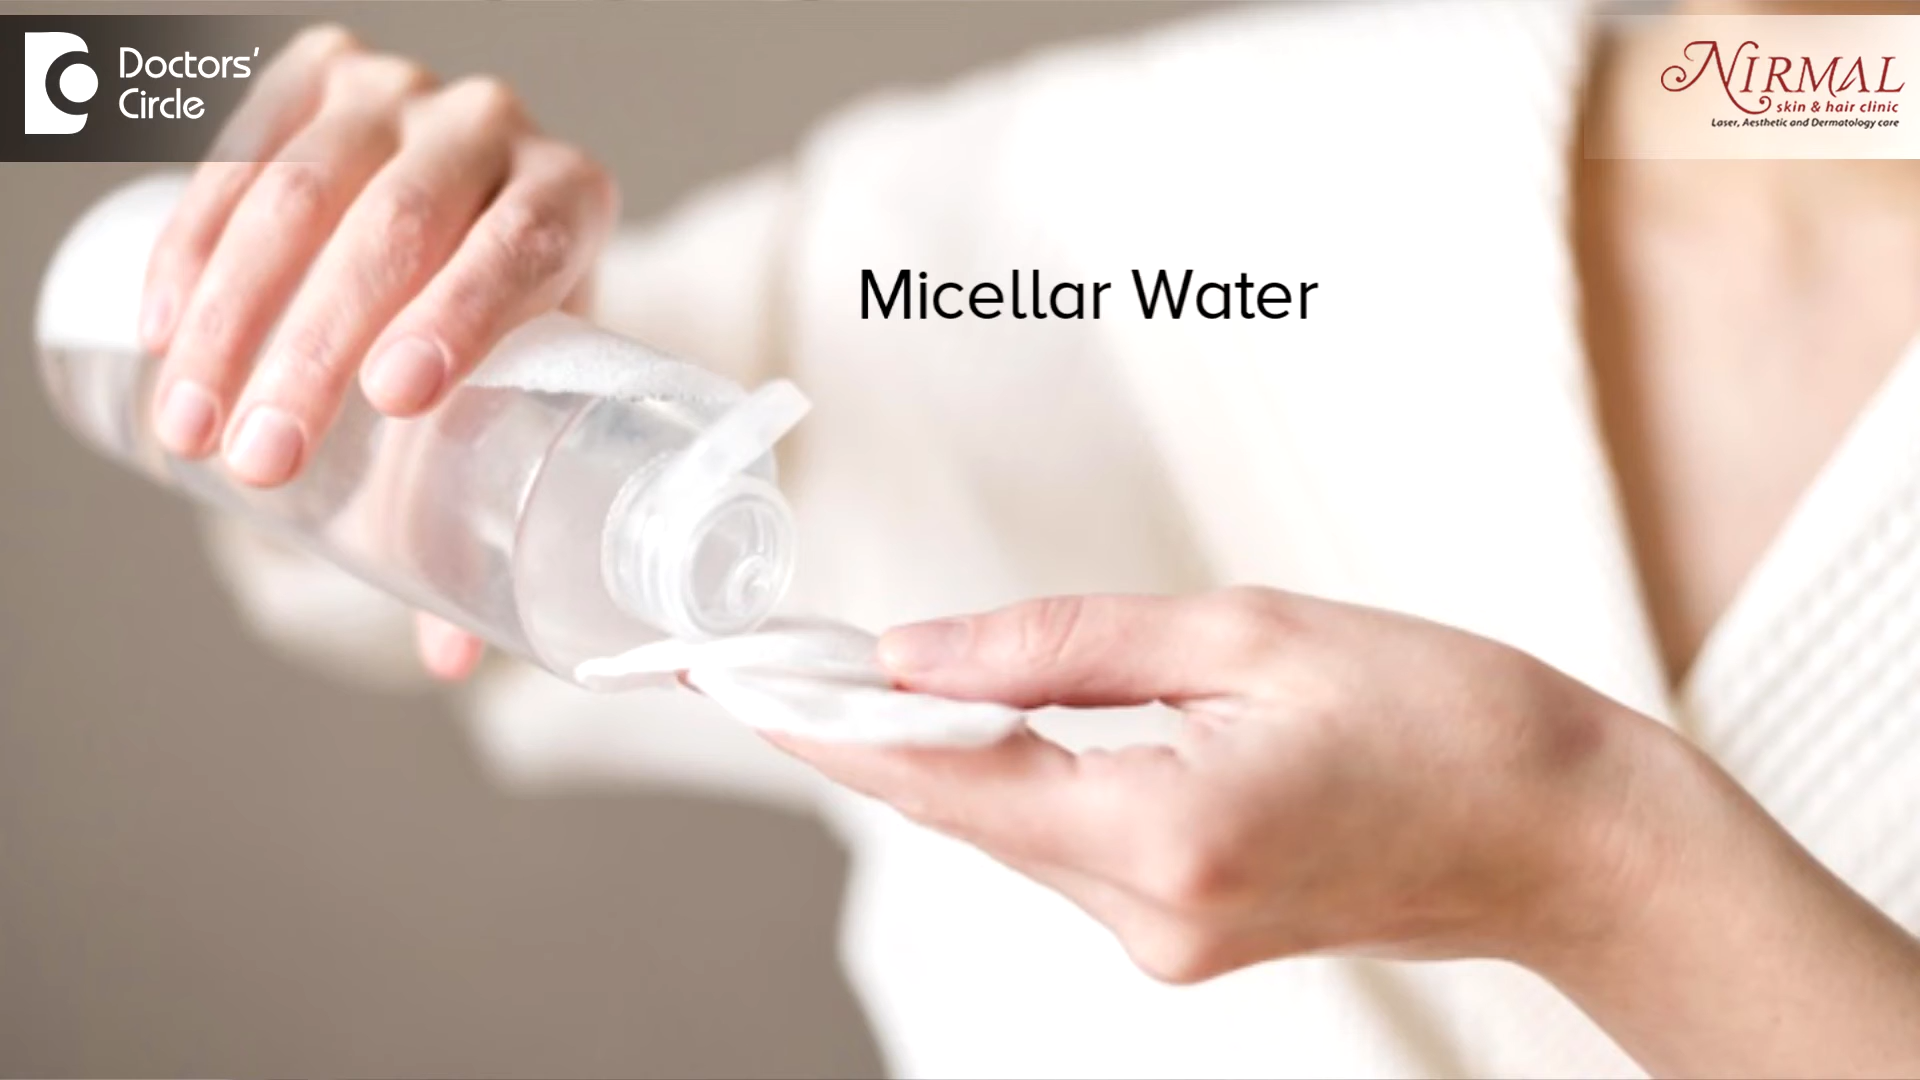 Doctors'
Circle
NIRMAL
skin & hair clinic
Laser, Aesthetic and Dermatology care
Micellar Water